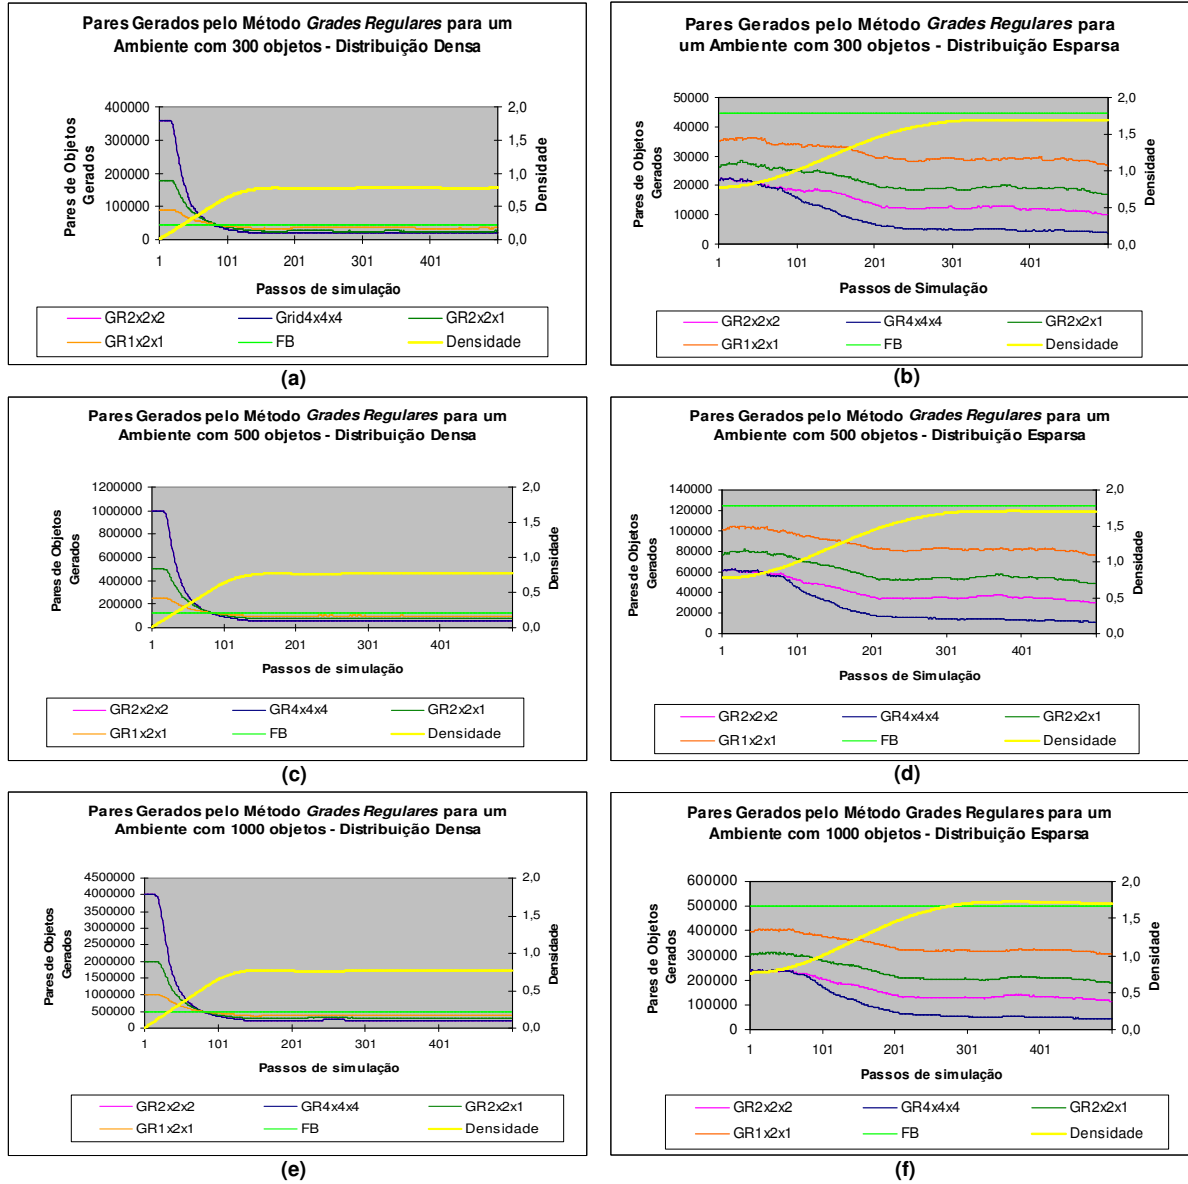 Pares Gerados pelo Método Grades Regulares para um
Ambiente com 300 objetos - Distribuição Densa
Pares de Objetos
Gerados
400000
300000
200000
100000
0
2,0
1,5
1,0
0,5
0,0
Densidade
1 101 201 301 401
Passos de simulação
GR2x2x2 Grid4x4x4 GR2x2x1
GR1x2x1 FB Densidade
(a)
Pares Gerados pelo Método Grades Regulares para
um Ambiente com 300 objetos - Distribuição Esparsa
Pares de Objetos
Gerados
50000
40000
30000
20000
10000
0
2,0
1,5
1,0
0,5
0,0
Densidade
1 101 201 301 401
Passos de Simulação
GR2x2x2 GR4x4x4 GR2x2x1
GR1x2x1 FB Densidade
(b)
Pares Gerados pelo Método Grades Regulares para um
Ambiente com 500 objetos - Distribuição Densa
Pares de Objetos
Gerados
1200000
1000000
800000
600000
400000
200000
0
2,0
1,5
1,0
0,5
0,0
Densidade
1 101 201 301 401
Passos de simulação
GR2x2x2 GR4x4x4 GR2x2x1
GR1x2x1 FB Densidade
(c)
Pares Gerados pelo Método Grades Regulares para um
Ambiente com 500 objetos - Distribuição Esparsa
Pares de Objetos
Gerados
140000
120000
100000
80000
60000
40000
20000
0
2,0
1,5
1,0
0,5
0,0
Densidade
1 101 201 301 401
Passos de Simulação
GR2x2x2 GR4x4x4 GR2x2x1
GR1x2x1 FB Densidade
(d)
Pares Gerados pelo Método Grades Regulares para um
Ambiente com 1000 objetos - Distribuição Densa
Pares de Objetos
Gerados
4500000
4000000
3500000
3000000
2500000
2000000
1500000
1000000
500000
0
2,0
1,5
1,0
0,5
0,0
Densidade
1 101 201 301 401
Passos de simulação
GR2x2x2 GR4x4x4 GR2x2x1
GR1x2x1 FB Densidade
(e)
Pares Gerados pelo Método Grades Regulares para um
Ambiente com 1000 objetos - Distribuição Esparsa
Pares de Objetos
Gerados
600000
500000
400000
300000
200000
100000
0
2,0
1,5
1,0
0,5
0,0
Densidade
1 101 201 301 401
Passos de simulação
GR2x2x2 GR4x4x4 GR2x2x1
GR1x2x1 FB Densidade
(f)